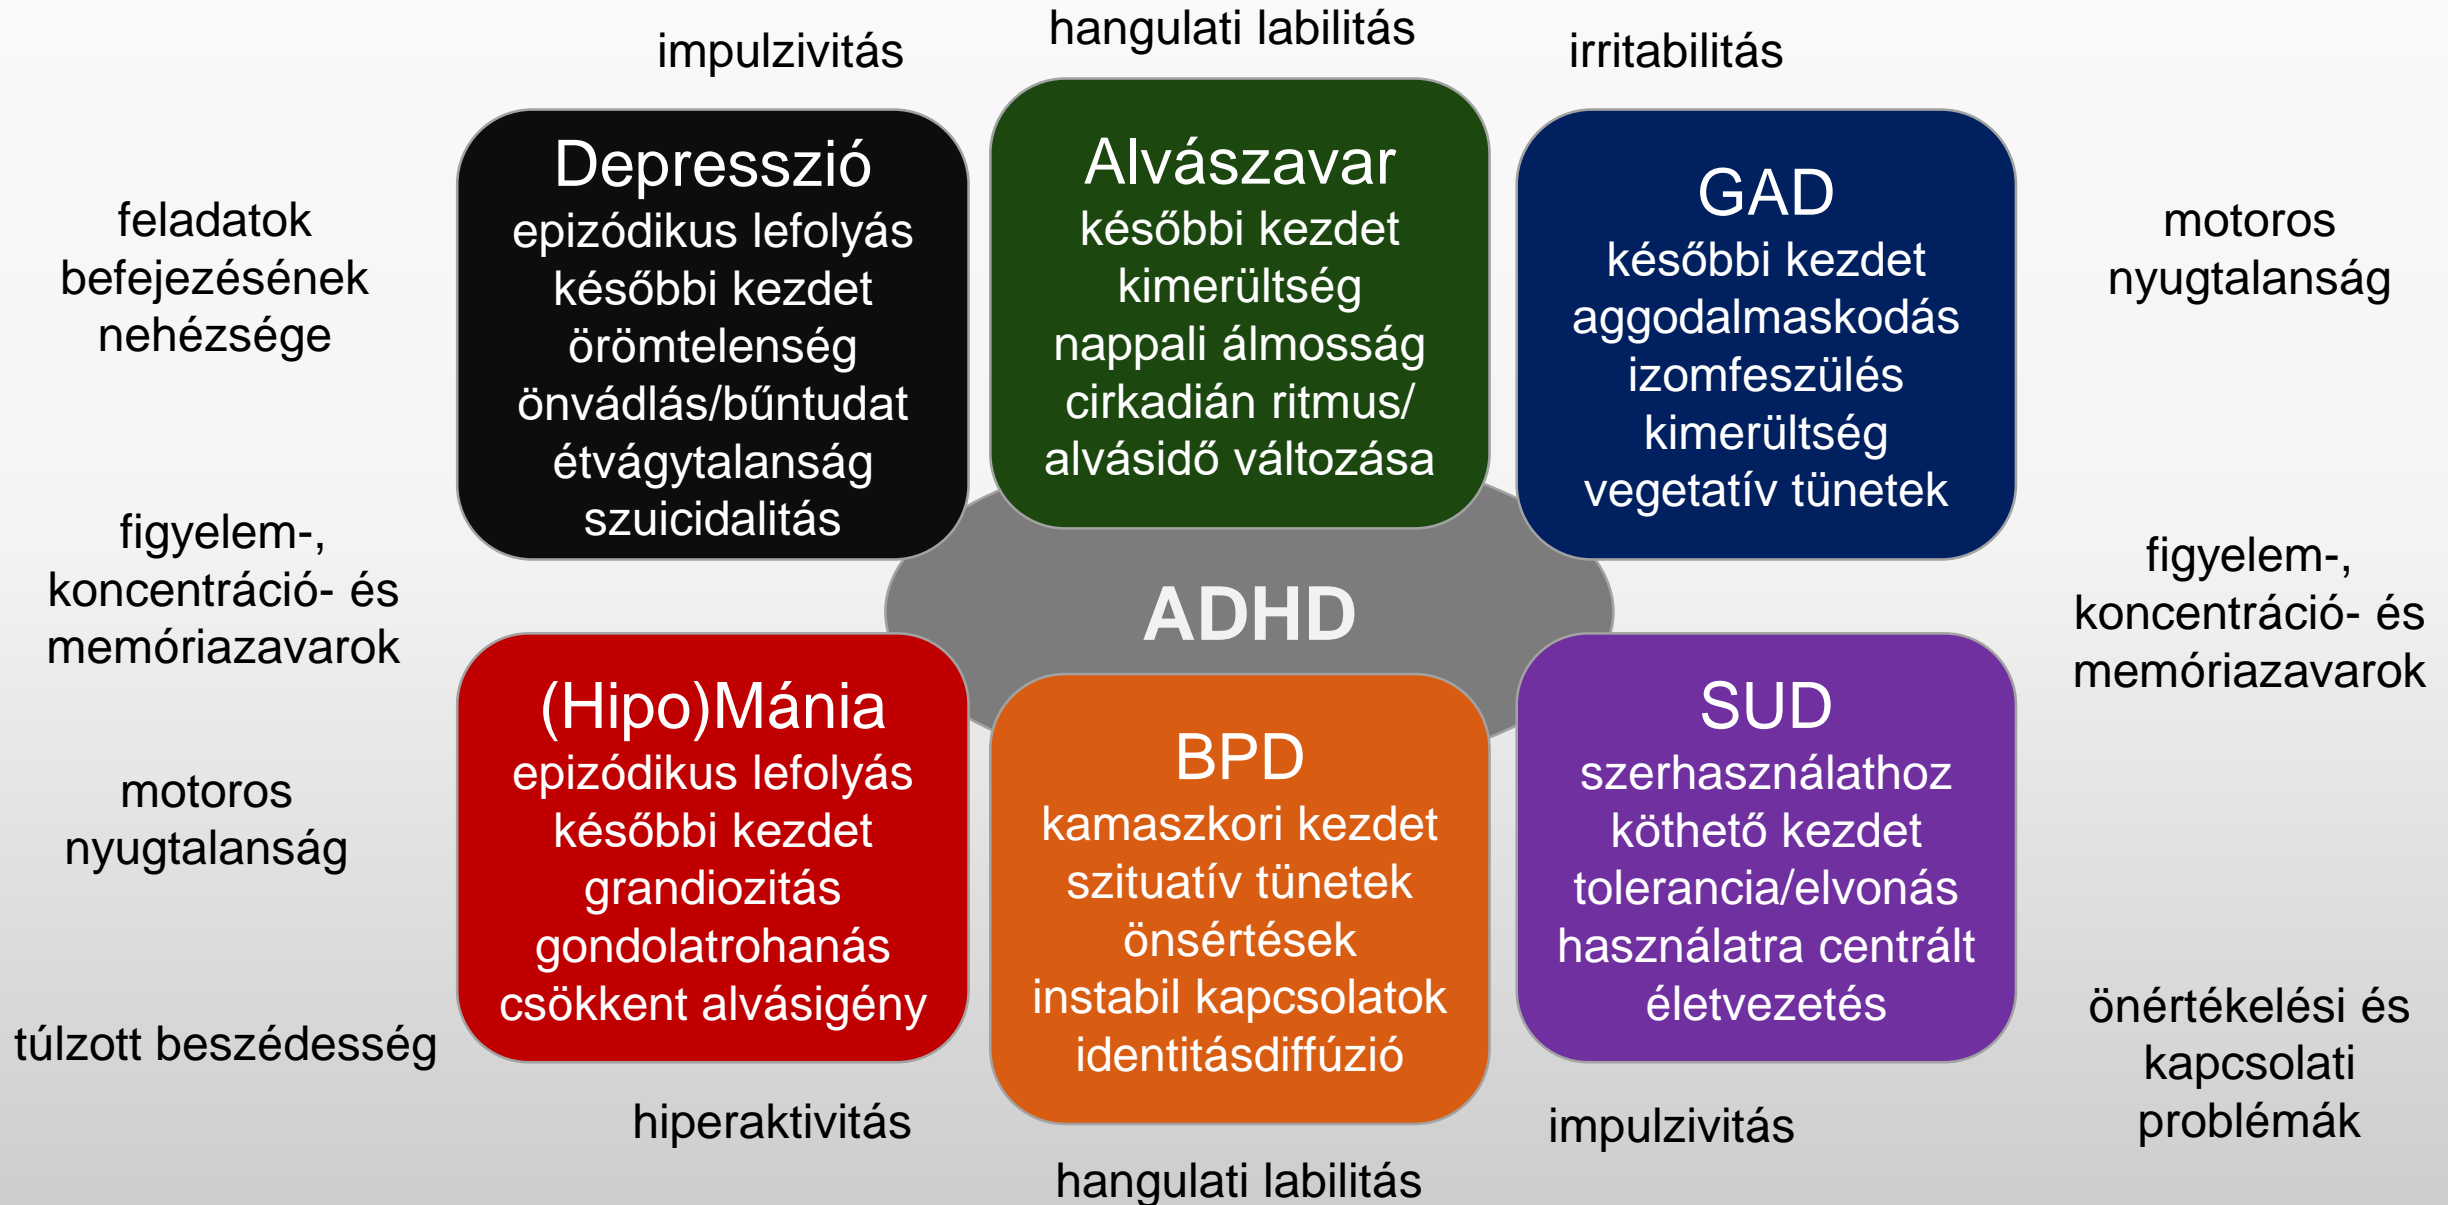 impulzivitás
hangulati labilitás
irritabilitás
feladatok
befejezésének
nehézsége
figyelem-,
koncentráció- és
memóriazavarok
motoros
nyugtalanság
túlzott beszédesség
Depresszió
epizódikus lefolyás
későbbi kezdet
örömtelenség
önvádlás/bűntudat
étvágytalanság
szuicidalitás
Alvászavar
későbbi kezdet
kimerültség
nappali álmosság
cirkadián ritmus/
alvásidő változása
GAD
későbbi kezdet
aggodalmaskodás
izomfeszülés
kimerültség
vegetatív tünetek
ADHD
(Hipo)Mánia
epizódikus lefolyás
későbbi kezdet
grandiozitás
gondolatrohanás
csökkent alvásigény
BPD
kamaszkori kezdet
szituatív tünetek
önsértések
instabil kapcsolatok
identitásdiffúzió
SUD
szerhasználathoz
köthető kezdet
tolerancia/elvonás
használatra centrált
életvezetés
motoros
nyugtalanság
figyelem-,
koncentráció- és
memóriazavarok
önértékelési és
kapcsolati
problémák
hiperaktivitás
hangulati labilitás
impulzivitás